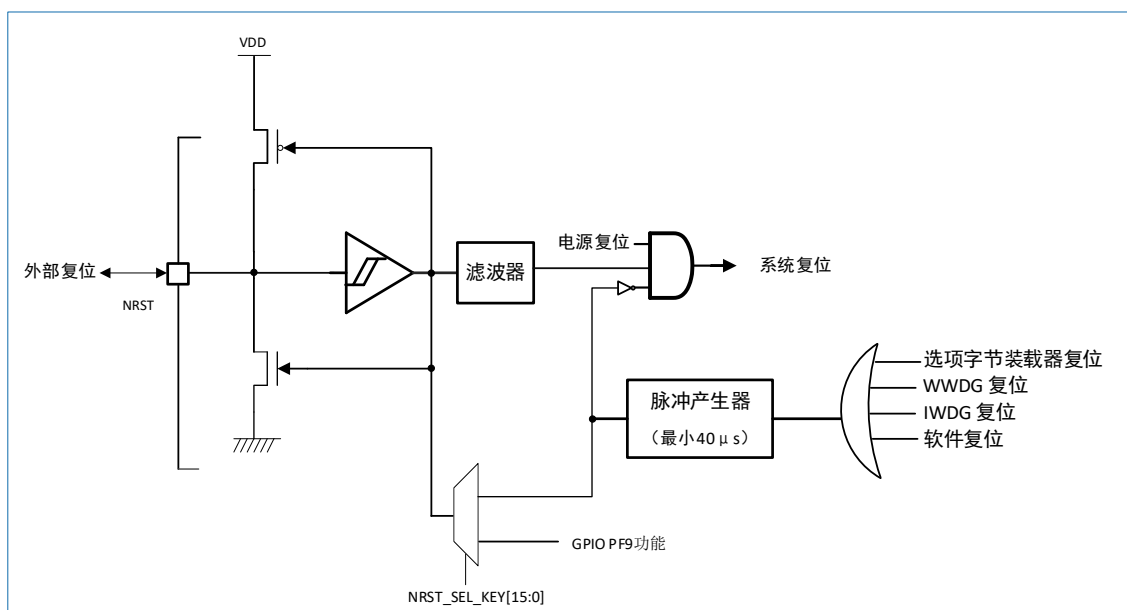 VDD
外部复位
NRST
滤波器
电源复位
系统复位
选项字节装载器复位
WWDG 复位
IWDG 复位
软件复位
脉冲产生器
（最小40μs）
GPIO PF9功能
NRST_SEL_KEY[15:0]